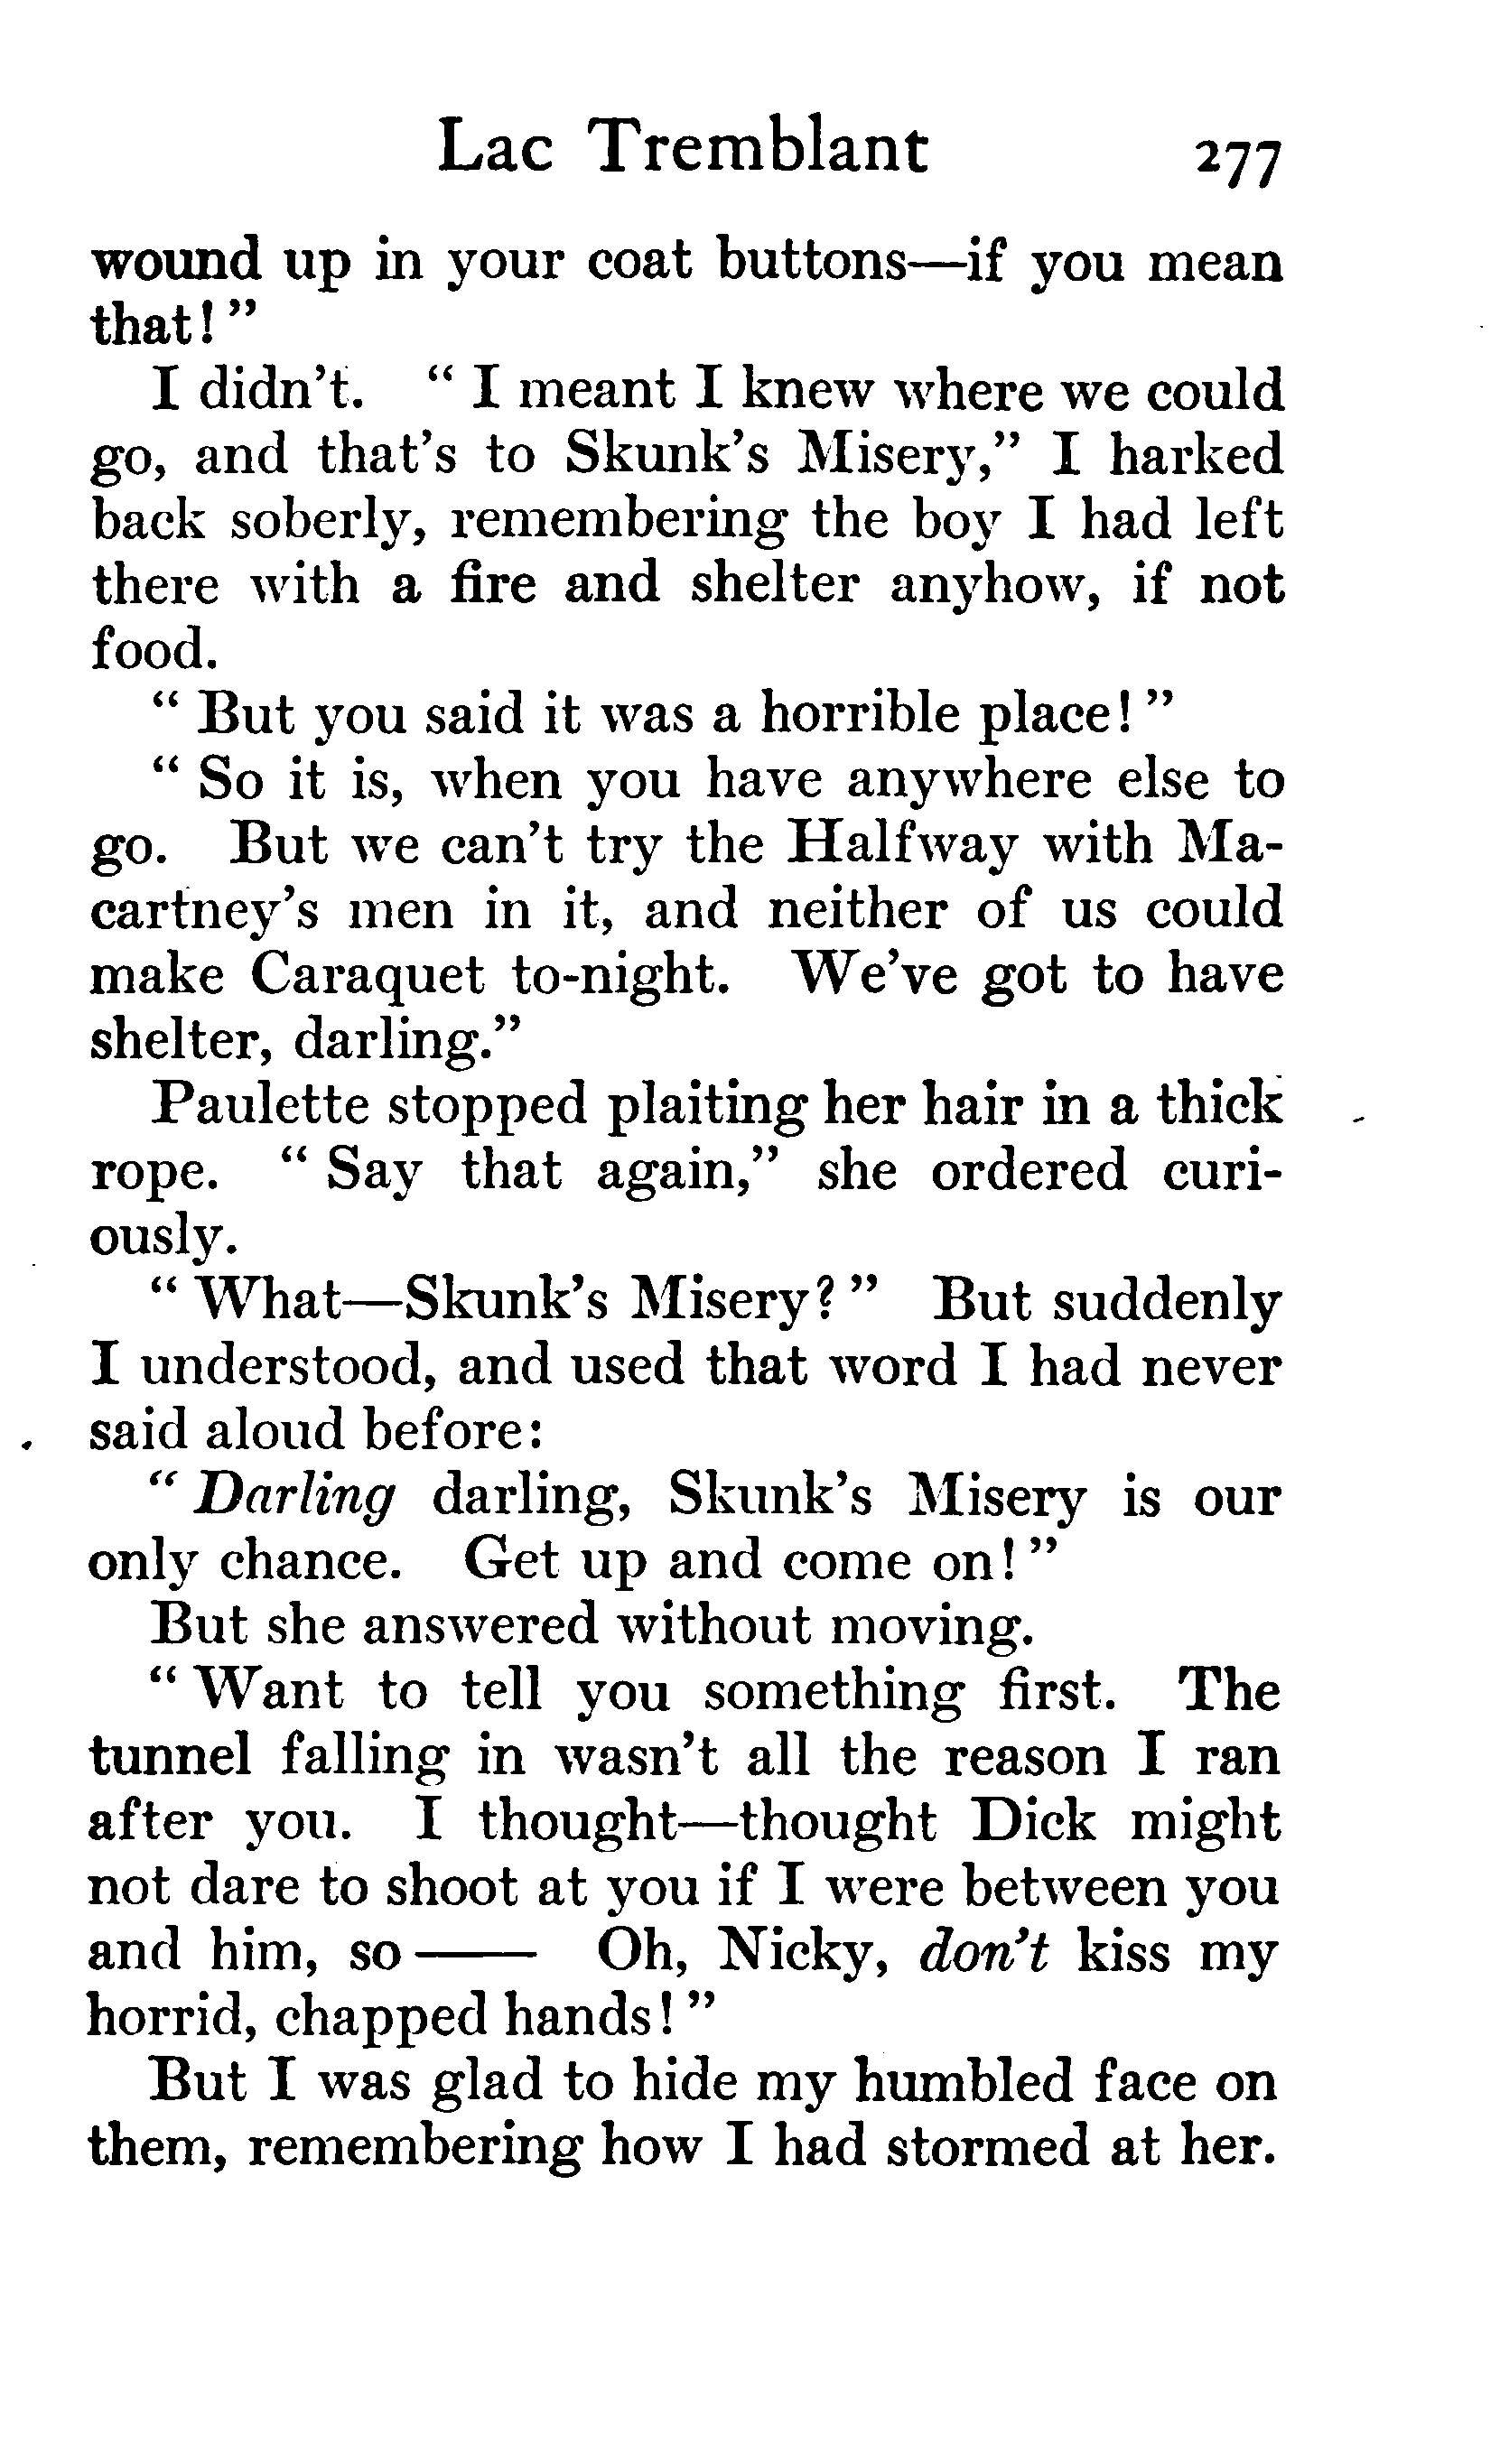 Lac Tremblant 277
wound up in your coat buttons—if you mean
that!"
I didn't. "I meant I knew where we could
go, and that's to Skunk's Misery," I harked
back soberly, remembering the boy I had left
there with a fire and shelter anyhow, if not
food.
"But you said it was a horrible place!"
"So it is, when you have anywhere else to
go. But we can't try the Halfway with Ma-
cartney's men in it, and neither of us could
make Caraquet to-night. We've got to have
shelter, darling."
Paulette stopped plaiting her hair in a thick
rope. "Say that again," she ordered curi-
ously.
"What—Skunk's Misery?" But suddenly
I understood, and used that word I had never
said aloud before:
"Darling darling, Skunk's Misery is our
only chance. Get up and come on!"
But she answered without moving.
"Want to tell you something first. The
tunnel falling in wasn't all the reason I ran
after you. I thought—thought Dick might
not dare to shoot at you if I were between you
and him, so—— Oh, Nicky, don't kiss my
horrid, chapped hands!"
But I was glad to hide my humbled face on
them, remembering how I had stormed at her.